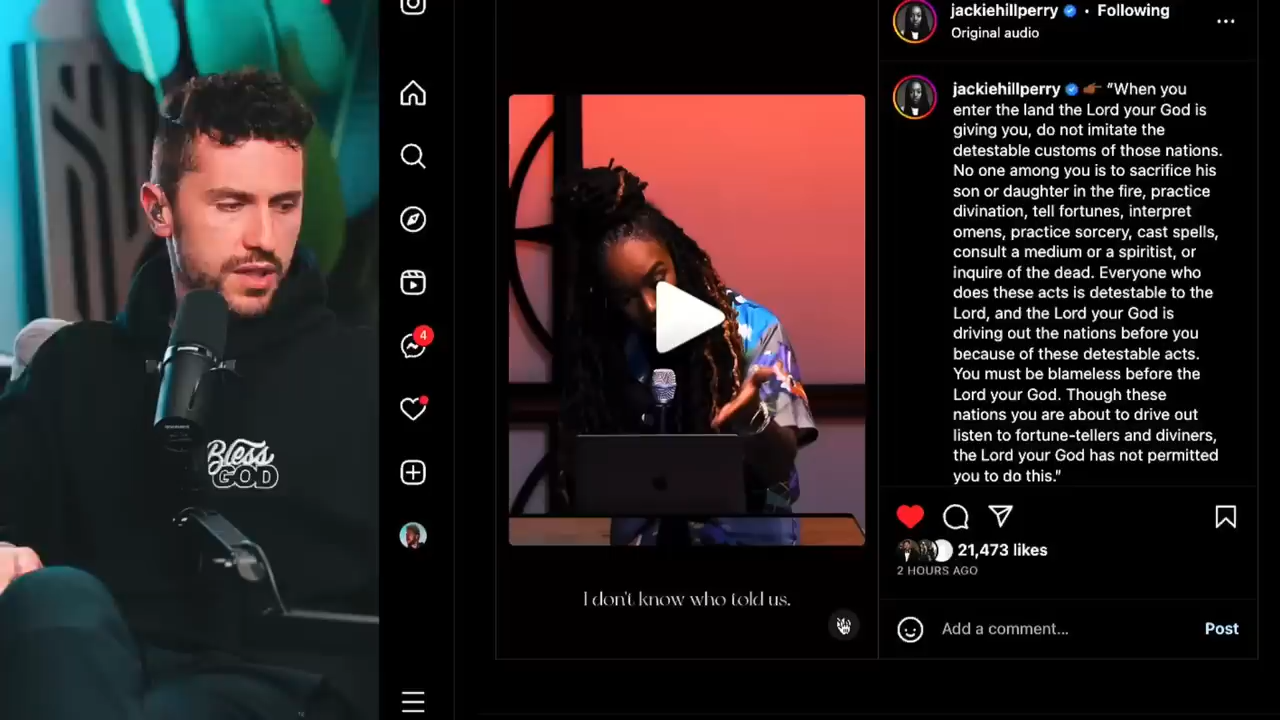 Bless
GOD
4
jackiehillperry • Following
Original audio
jackiehillperry 👉🏾 "When you
enter the land the Lord your God is
giving you, do not imitate the
detestable customs of those nations.
No one among you is to sacrifice his
son or daughter in the fire, practice
divination, tell fortunes, interpret
omens, practice sorcery, cast spells,
consult a medium or a spiritist, or
inquire of the dead. Everyone who
does these acts is detestable to the
Lord, and the Lord your God is
driving out the nations before you
because of these detestable acts.
You must be blameless before the
Lord your God. Though these
nations you are about to drive out
listen to fortune-tellers and diviners,
the Lord your God has not permitted
you to do this."
21,473 likes
2 HOURS AGO
Add a comment...
Post
I don't know who told us.